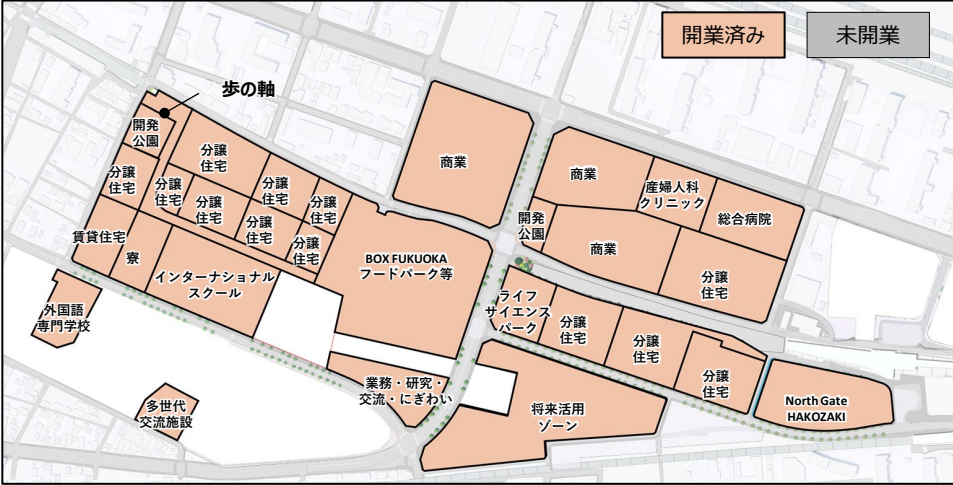 開業済み
未開業
歩の軸
開発
公園
分譲
住宅
商業
商業
産婦人科
クリニック
総合病院
分譲
住宅
分譲
住宅
分譲
住宅
分譲
住宅
分譲
住宅
分譲
住宅
分譲
住宅
開発
公園
商業
分譲
住宅
賃貸住宅
寮
インターナショナル
スクール
BOX FUKUOKA
フードパーク等
ライフ
サイエンス
パーク
分譲
住宅
分譲
住宅
分譲
住宅
外国語
専門学校
多世代
交流施設
業務・研究・
交流・にぎわい
将来活用
ゾーン
North Gate
HAKOZAKI